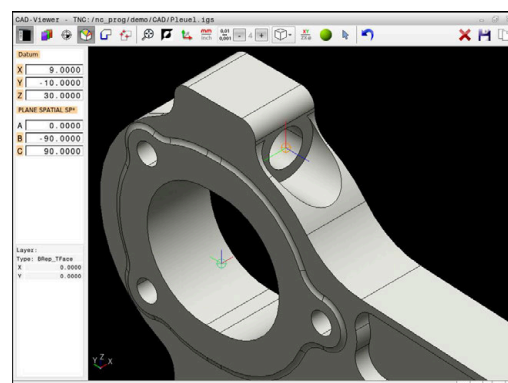 CAD-Viewer - TNC:/nc_prog/demo/CAD/Pleuel.igs
mm inch 0,01 0,001 4 XY
Datum
X 9.0000
Y -10.0000
Z 30.0000
PLANE SPATIAL SP*
A 0.0000
B -90.0000
C 90.0000
Layer:
Type: BRep_TFace
X 0.0000
Y 0.0000
Y Z X